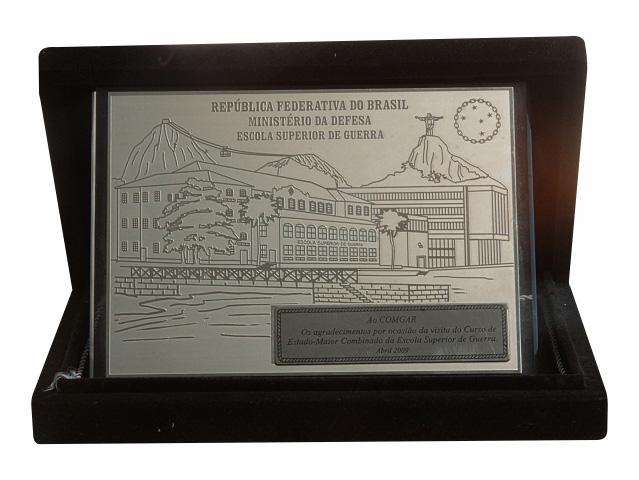 REPÚBLICA FEDERATIVA DO BRASIL
MINISTÉRIO DA DEFESA
ESCOLA SUPERIOR DE GUERRA
ESCOLA SUPERIOR DE GUERRA
Ao COMGAR
Os agradecimentos por ocasião da visita do Curso de
Estado-Maior Combinado da Escola Superior de Guerra.
Abril 2009